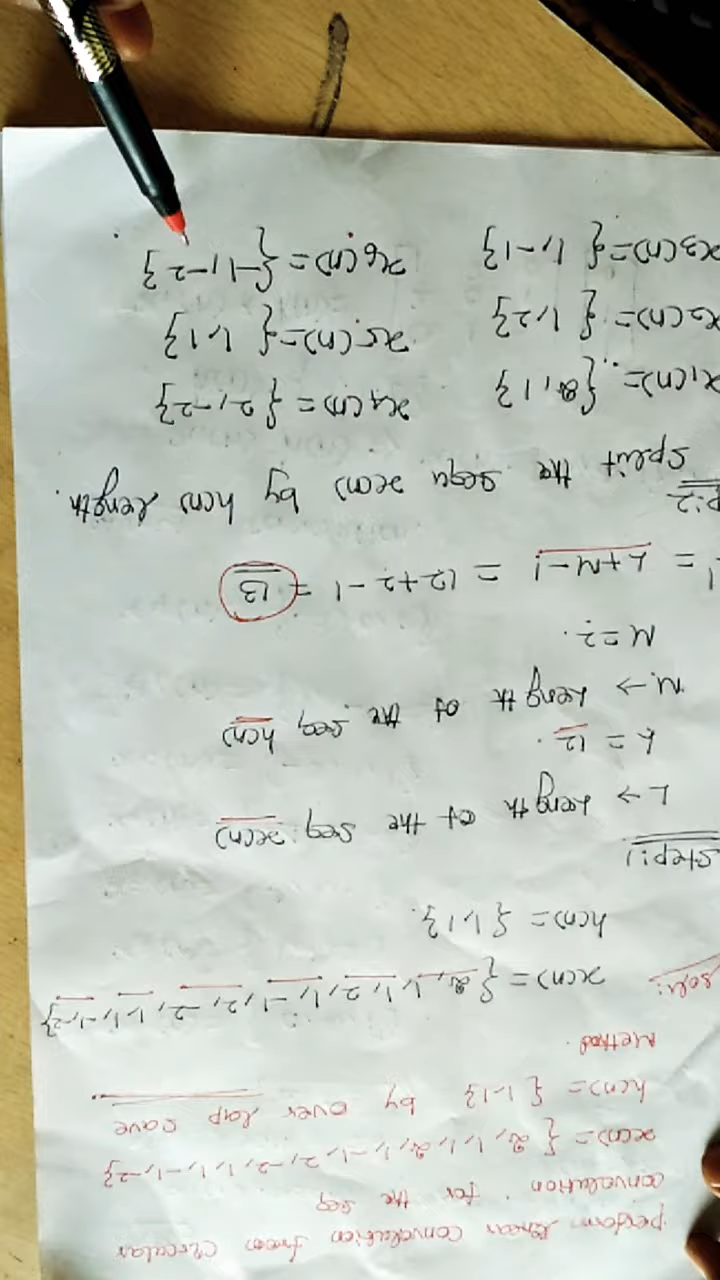 perform linear convolution from circular
convolution for the seq
x(n) = { 2, 1, 1, 2, 1, -1, 2, -2, 1, 1, -1, -2}
h(n) = { 1, 1} by over lap save
Method.
soln: x(n) = { 2, 1, 1, 2, 1, -1, 2, -2, 1, 1, -1, -2}
h(n) = { 1, 1}.
Step:1
L → Length of the seq x(n)
L = 12.
M → Length of the seq h(n)
M = 2.
= L+M-1 = 12+2-1 = 13
p:2
Split the sequ x(n) by h(n) length.
x1(n) = { 2, 1} x4(n) = { 2, -2}
x2(n) = { 1, 2} x5(n) = { 1, 1}
x3(n) = { 1, -1} x6(n) = { -1, -2}